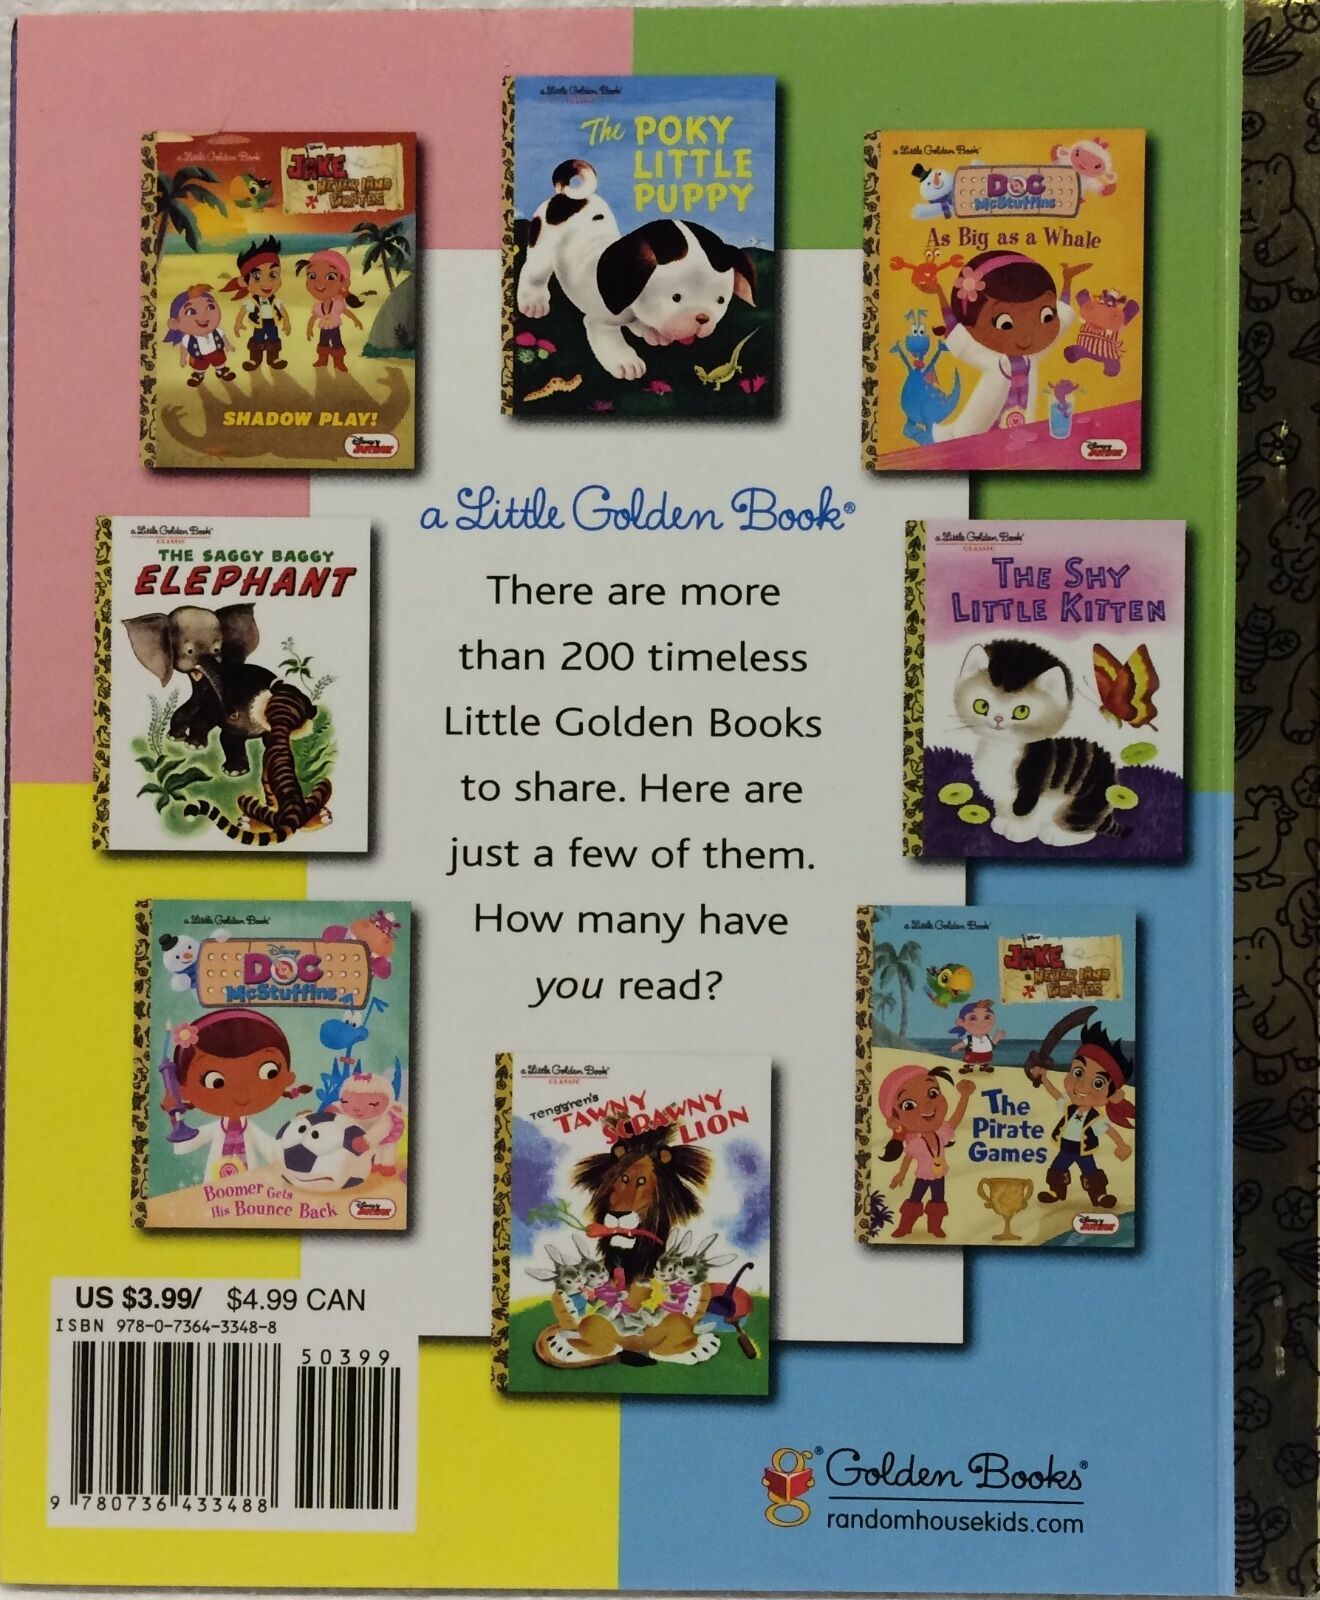 a Little Golden Book
CLASSIC
The POKY
LITTLE
PUPPY
a Little Golden Book
Disney
JAKE
AND THE
NEVER LAND
PIRATES
SHADOW PLAY!
Disney
JUNIOR
a Little Golden Book
DOC
McStuffins
As Big as a Whale
Disney
JUNIOR
a Little Golden Book
CLASSIC
THE SAGGY BAGGY
ELEPHANT
a Little Golden Book®
There are more
than 200 timeless
Little Golden Books
to share. Here are
just a few of them.
How many have
you read?
a Little Golden Book
CLASSIC
THE SHY
LITTLE KITTEN
a Little Golden Book
Disney
DOC
McStuffins
Boomer Gets
His Bounce Back
Disney
JUNIOR
a Little Golden Book
CLASSIC
Tenggren's
TAWNY
SCRAWNY
LION
a Little Golden Book
Disney
JAKE
NEVER LAND
PIRATES
The
Pirate
Games
Disney
JUNIOR
US $3.99/ $4.99 CAN
ISBN 978-0-7364-3348-8
50399
9 780736 433488
Golden Books®
randomhousekids.com